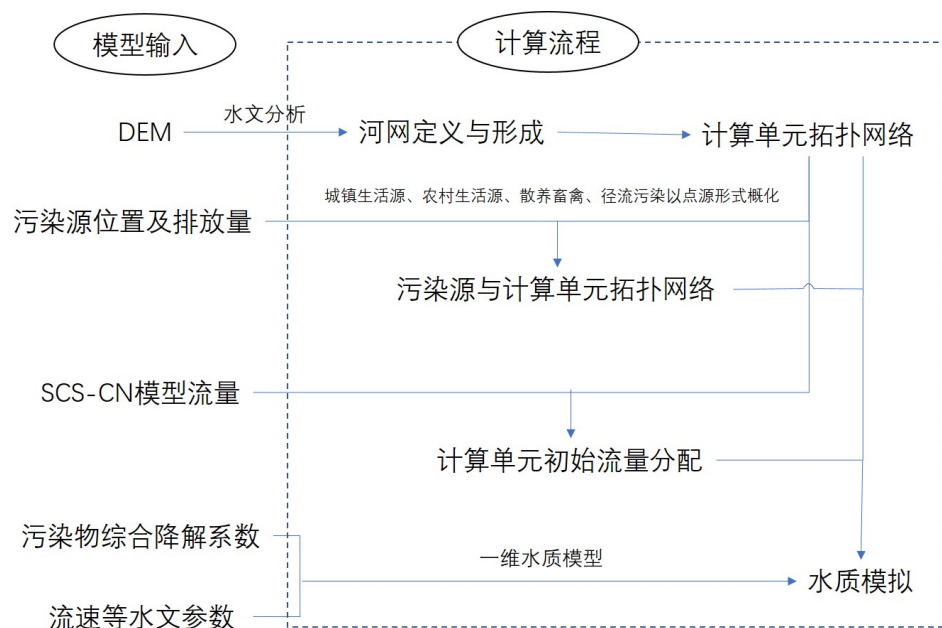 模型输入
计算流程
DEM
水文分析
河网定义与形成
计算单元拓扑网络
城镇生活源、农村生活源、散养畜禽、径流污染以点源形式概化
污染源位置及排放量
污染源与计算单元拓扑网络
SCS-CN模型流量
计算单元初始流量分配
污染物综合降解系数
一维水质模型
水质模拟
流速等水文参数